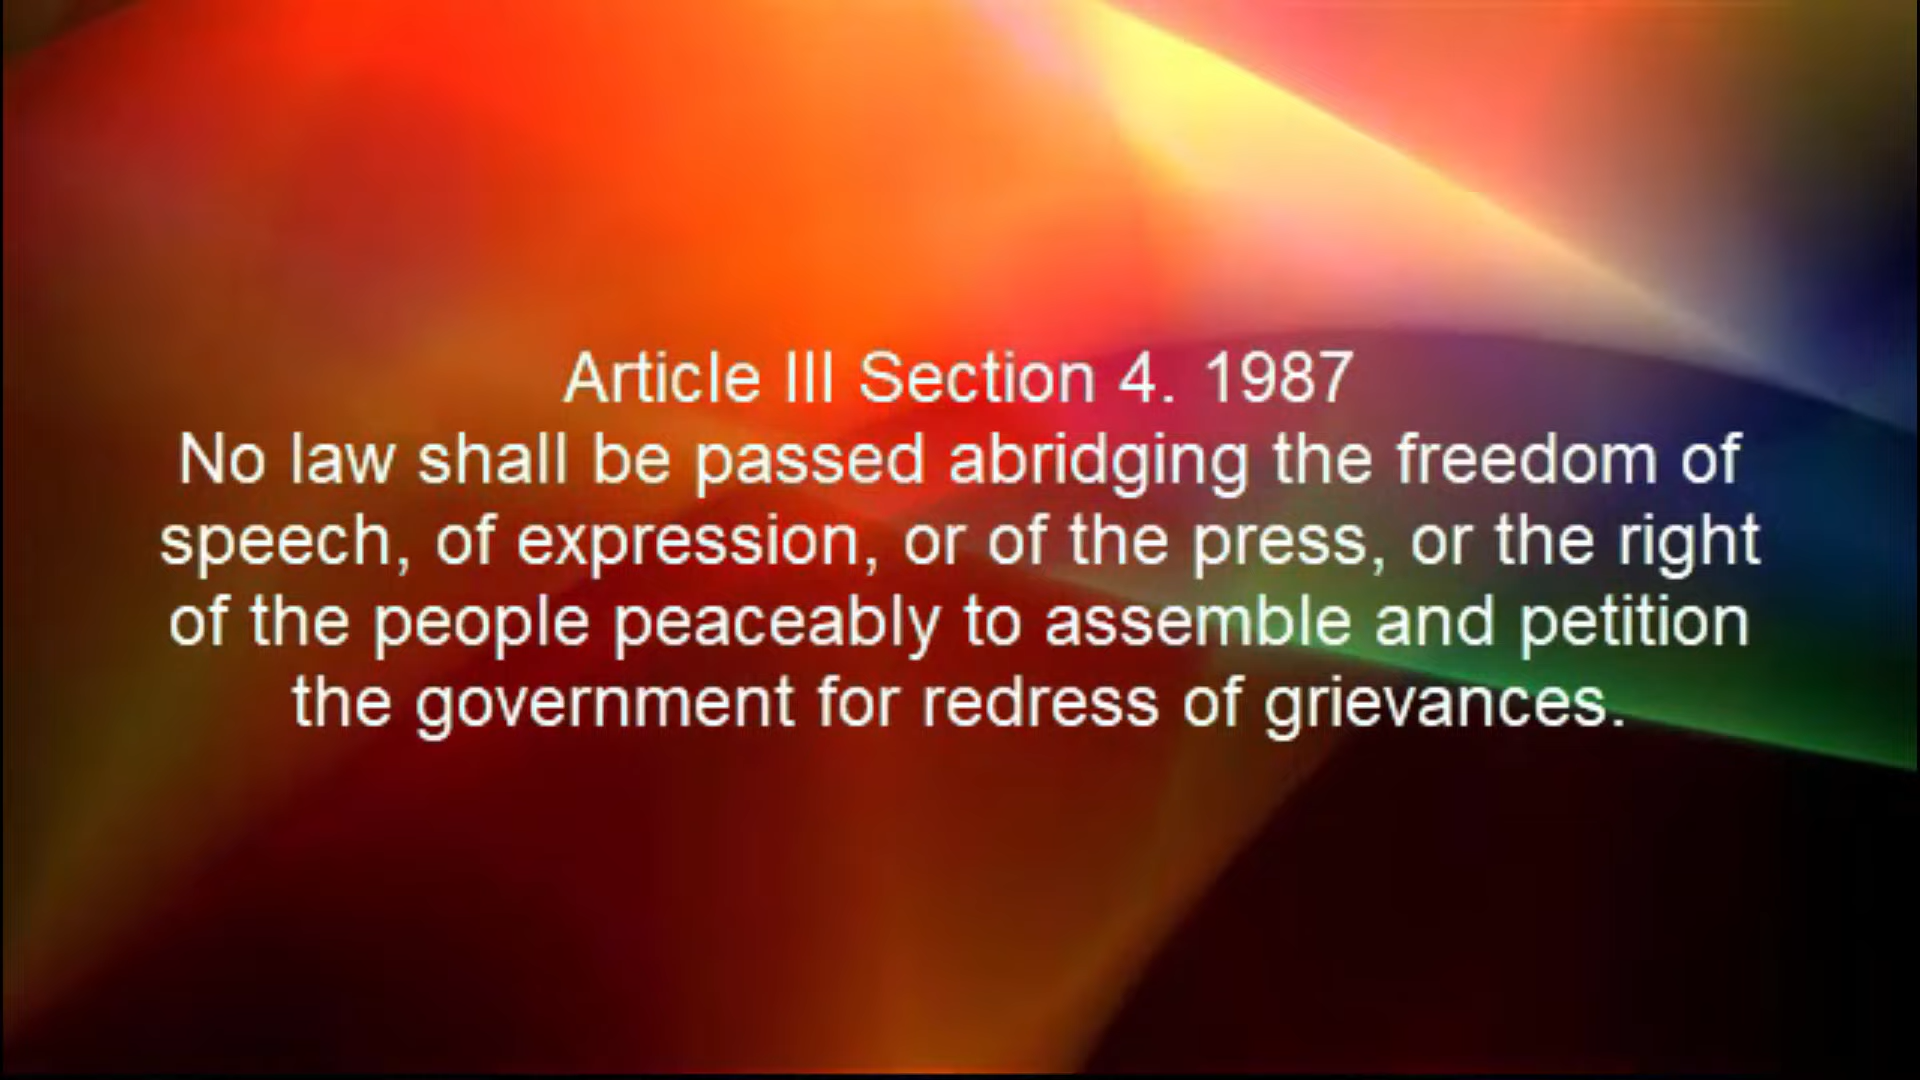 Article III Section 4. 1987
No law shall be passed abridging the freedom of
speech, of expression, or of the press, or the right
of the people peaceably to assemble and petition
the government for redress of grievances.